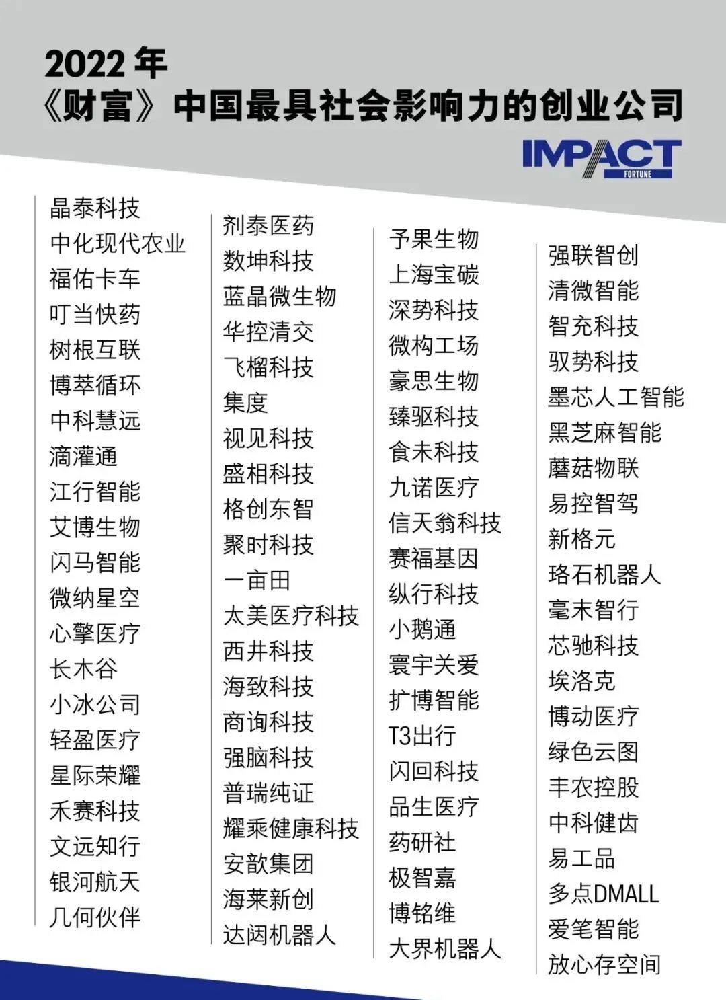 2022 年
《财富》中国最具社会影响力的创业公司
IMPACT
FORTUNE
晶泰科技
中化现代农业
福佑卡车
叮当快药
树根互联
博萃循环
中科慧远
滴灌通
江行智能
艾博生物
闪马智能
微纳星空
心擎医疗
长木谷
小冰公司
轻盈医疗
星际荣耀
禾赛科技
文远知行
银河航天
几何伙伴
剂泰医药
数坤科技
蓝晶微生物
华控清交
飞榴科技
集度
视见科技
盛相科技
格创东智
聚时科技
一亩田
太美医疗科技
西井科技
海致科技
商询科技
强脑科技
普瑞纯证
耀乘健康科技
安歆集团
海莱新创
达闼机器人
予果生物
上海宝碳
深势科技
微构工场
豪思生物
臻驱科技
食未科技
九诺医疗
信天翁科技
赛福基因
纵行科技
小鹅通
寰宇关爱
扩博智能
T3出行
闪回科技
品生医疗
药研社
极智嘉
博铭维
大界机器人
强联智创
清微智能
智充科技
驭势科技
墨芯人工智能
黑芝麻智能
蘑菇物联
易控智驾
新格元
珞石机器人
毫末智行
芯驰科技
埃洛克
博动医疗
绿色云图
丰农控股
中科健齿
易工品
多点DMALL
爱笔智能
放心存空间